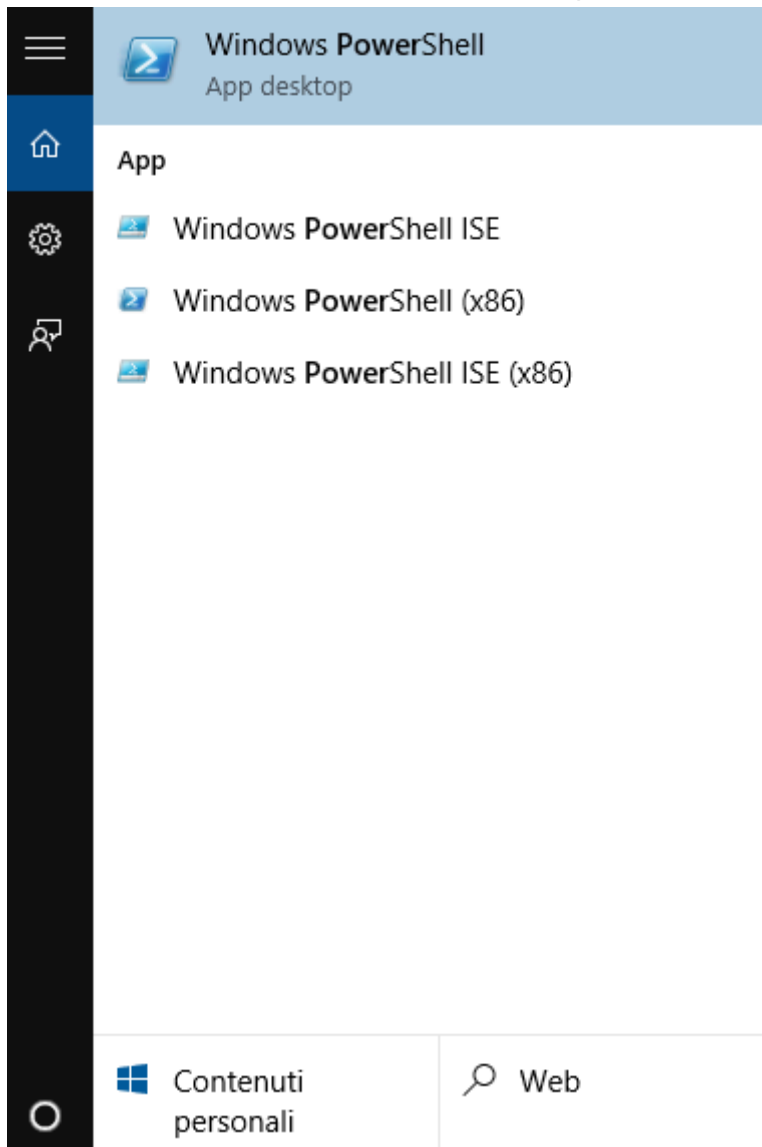 Windows PowerShell
App desktop
App
Windows PowerShell ISE
Windows PowerShell (x86)
Windows PowerShell ISE (x86)
Contenuti
personali
Web